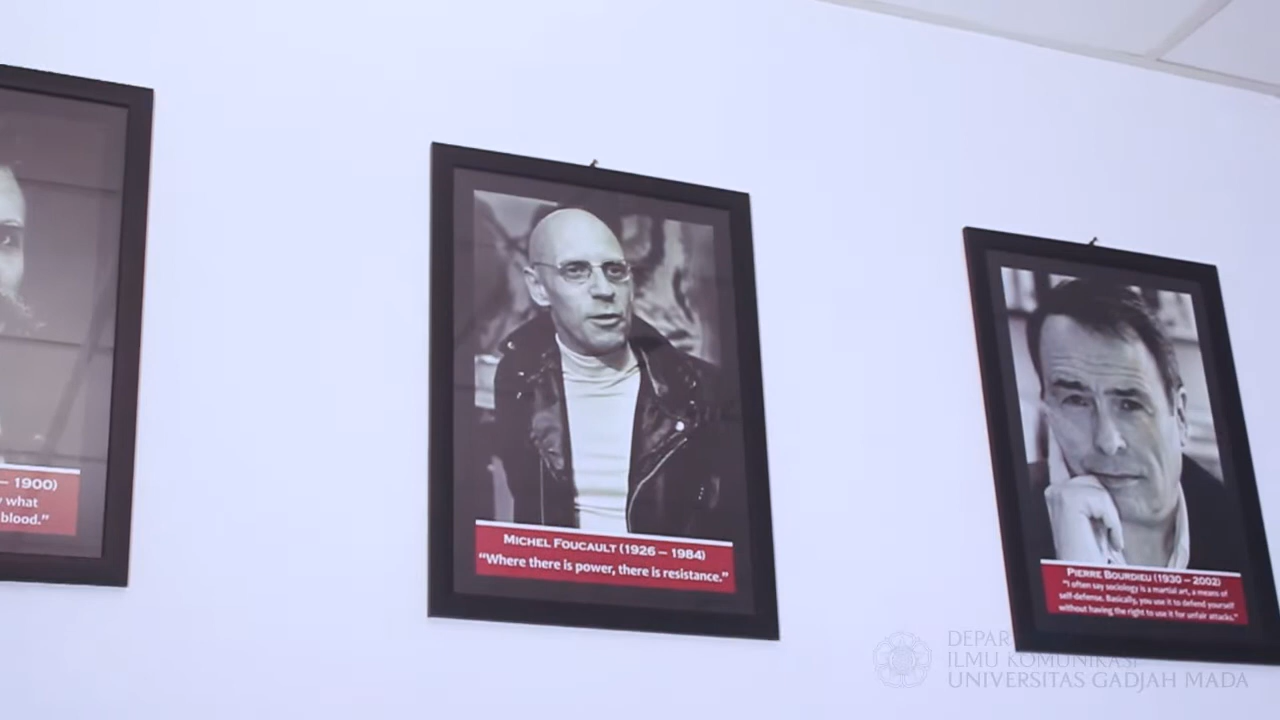 – 1900)
what
blood.”
MICHEL FOUCAULT (1926 – 1984)
“Where there is power, there is resistance.”
PIERRE BOURDIEU (1930 – 2002)
“I often say sociology is a martial art, a means of
self-defense. Basically, you use it to defend yourself
without having the right to use it for unfair attacks.”
DEPAR
ILMU KOMUNIKASI
UNIVERSITAS GADJAH MADA